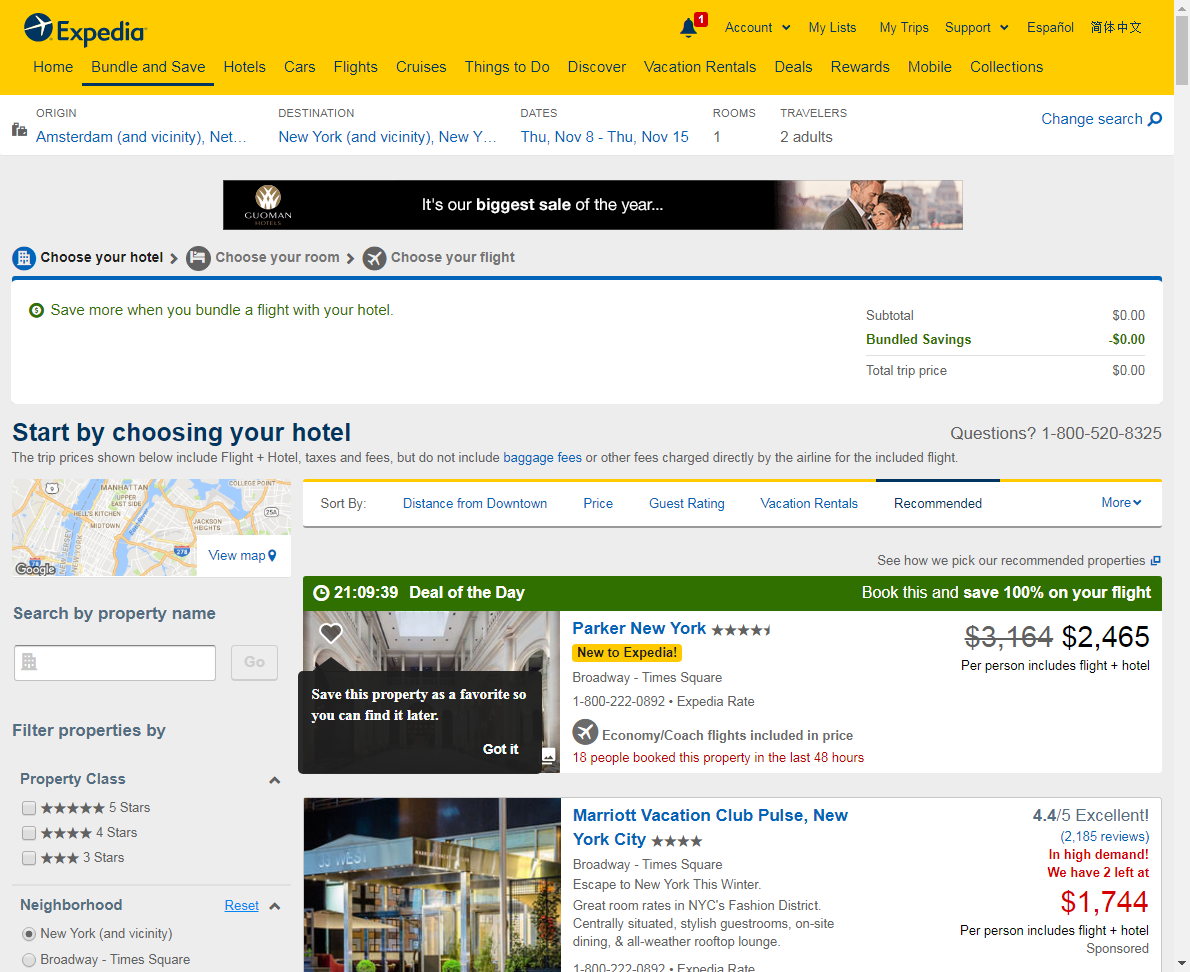 Expedia
1
Account
My Lists
My Trips
Support
Español
简体中文
Home
Bundle and Save
Hotels
Cars
Flights
Cruises
Things to Do
Discover
Vacation Rentals
Deals
Rewards
Mobile
Collections
ORIGIN
Amsterdam (and vicinity), Net…
DESTINATION
New York (and vicinity), New Y…
DATES
Thu, Nov 8 - Thu, Nov 15
ROOMS
1
TRAVELERS
2 adults
Change search
GUOMAN
HOTELS
It's our biggest sale of the year...
Choose your hotel
Choose your room
Choose your flight
Save more when you bundle a flight with your hotel.
Subtotal $0.00
Bundled Savings -$0.00
Total trip price $0.00
Start by choosing your hotel
Questions? 1-800-520-8325
The trip prices shown below include Flight + Hotel, taxes and fees, but do not include baggage fees or other fees charged directly by the airline for the included flight.
9
MANHATTAN
COLLEGE POINT
UPPER
EAST SIDE
HELL'S KITCHEN
MIDTOWN
East River
JACKSON
HEIGHTS
25A
278
78
NEW JERSEY
NEW YORK
Google
View map
Sort By:
Distance from Downtown
Price
Guest Rating
Vacation Rentals
Recommended
More
See how we pick our recommended properties
Search by property name
Go
Filter properties by
Property Class
5 Stars
4 Stars
3 Stars
Neighborhood
Reset
New York (and vicinity)
Broadway - Times Square
21:09:39 Deal of the Day
Book this and save 100% on your flight
Save this property as a favorite so
you can find it later.
Got it
Parker New York
New to Expedia!
Broadway - Times Square
1-800-222-0892 • Expedia Rate
Economy/Coach flights included in price
18 people booked this property in the last 48 hours
$3,164 $2,465
Per person includes flight + hotel
33 WEST
MARRIOTT VACATION CLUB
Marriott Vacation Club Pulse, New
York City
Broadway - Times Square
Escape to New York This Winter.
Great room rates in NYC's Fashion District.
Centrally situated, stylish guestrooms, on-site
dining, & all-weather rooftop lounge.
1-800-222-0892 • Expedia Rate
4.4/5 Excellent!
(2,185 reviews)
In high demand!
We have 2 left at
$1,744
Per person includes flight + hotel
Sponsored